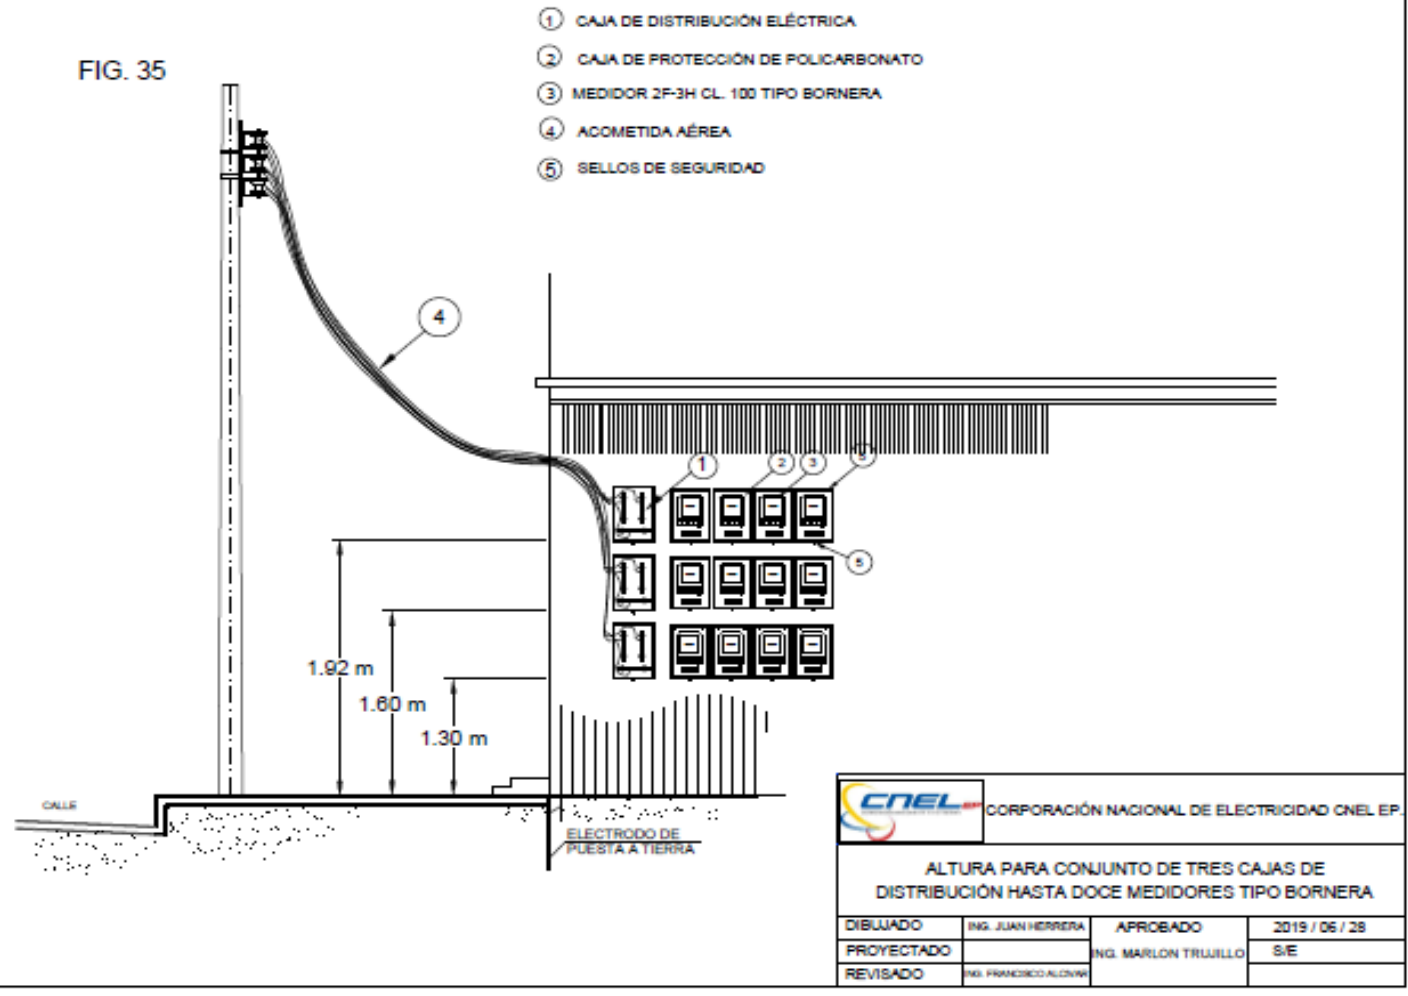 ① CAJA DE DISTRIBUCIÓN ELÉCTRICA
② CAJA DE PROTECCIÓN DE POLICARBONATO
③ MEDIDOR 2F-3H CL. 100 TIPO BORNERA
④ ACOMETIDA AÉREA
⑤ SELLOS DE SEGURIDAD
FIG. 35
4
1
2
3
5
5
1.92 m
1.60 m
1.30 m
CALLE
ELECTRODO DE
PUESTA A TIERRA
CNEL EP
CORPORACIÓN NACIONAL DE ELECTRICIDAD CNEL EP.
ALTURA PARA CONJUNTO DE TRES CAJAS DE
DISTRIBUCIÓN HASTA DOCE MEDIDORES TIPO BORNERA
DIBUJADO ING. JUAN HERRERA APROBADO 2019 / 06 / 28
PROYECTADO ING. MARLON TRUJILLO S/E
REVISADO ING. FRANCISCO ALCIVAR